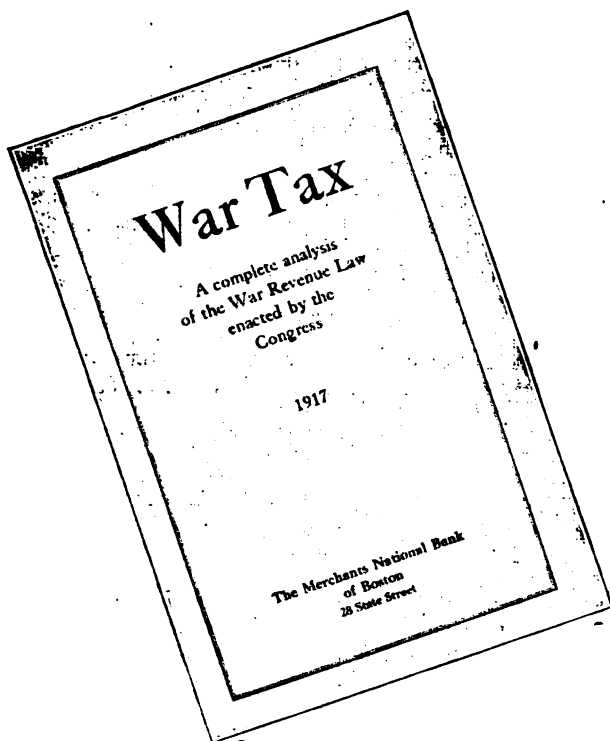 War Tax
A complete analysis
of the War Revenue Law
enacted by the
Congress
1917
The Merchants National Bank
of Boston
28 State Street